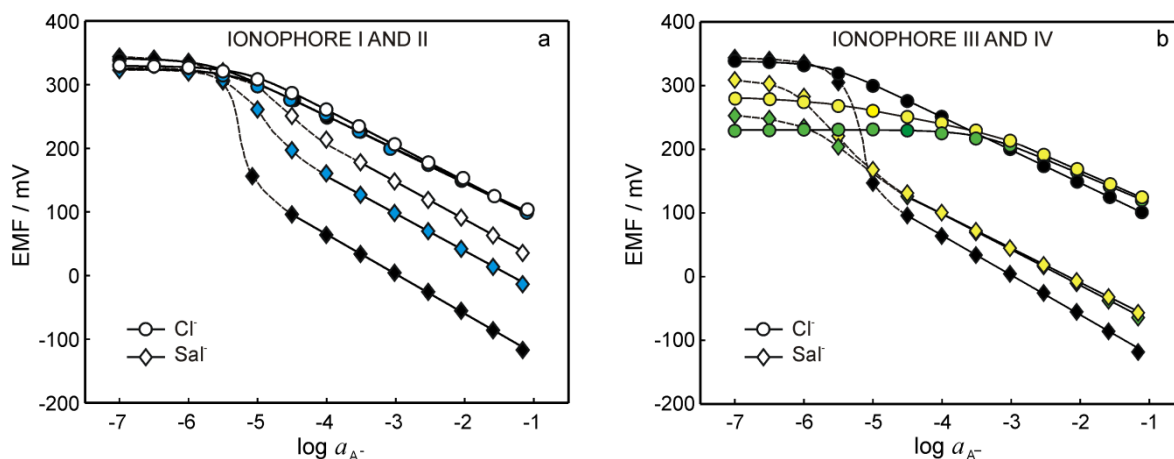 IONOPHORE I AND II
a
EMF / mV
400
300
200
100
0
-100
-200
Cl-
Sal-
-7
-6
-5
-4
-3
-2
-1
log aA-
IONOPHORE III AND IV
b
EMF / mV
400
300
200
100
0
-100
-200
Cl-
Sal-
-7
-6
-5
-4
-3
-2
-1
log aA-